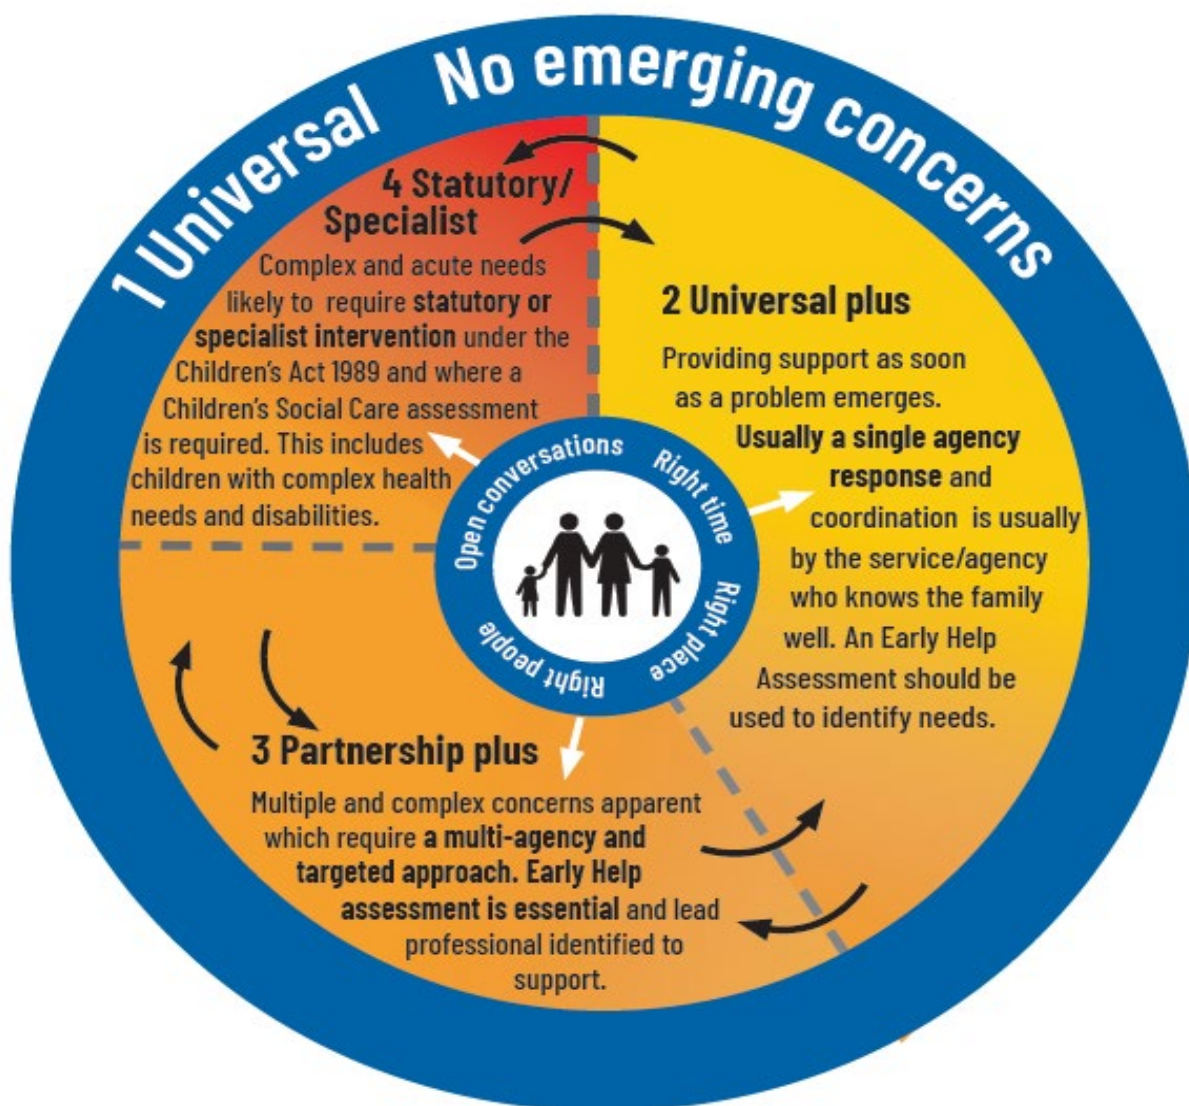 1 Universal No emerging concerns
4 Statutory/
Specialist
Complex and acute needs
likely to require statutory or
specialist intervention under the
Children's Act 1989 and where a
Children's Social Care assessment
is required. This includes
children with complex health
needs and disabilities.
2 Universal plus
Providing support as soon
as a problem emerges.
Usually a single agency
response and
coordination is usually
by the service/agency
who knows the family
well. An Early Help
Assessment should be
used to identify needs.
Open conversations
Right time
Right place
Right people
3 Partnership plus
Multiple and complex concerns apparent
which require a multi-agency and
targeted approach. Early Help
assessment is essential and lead
professional identified to
support.